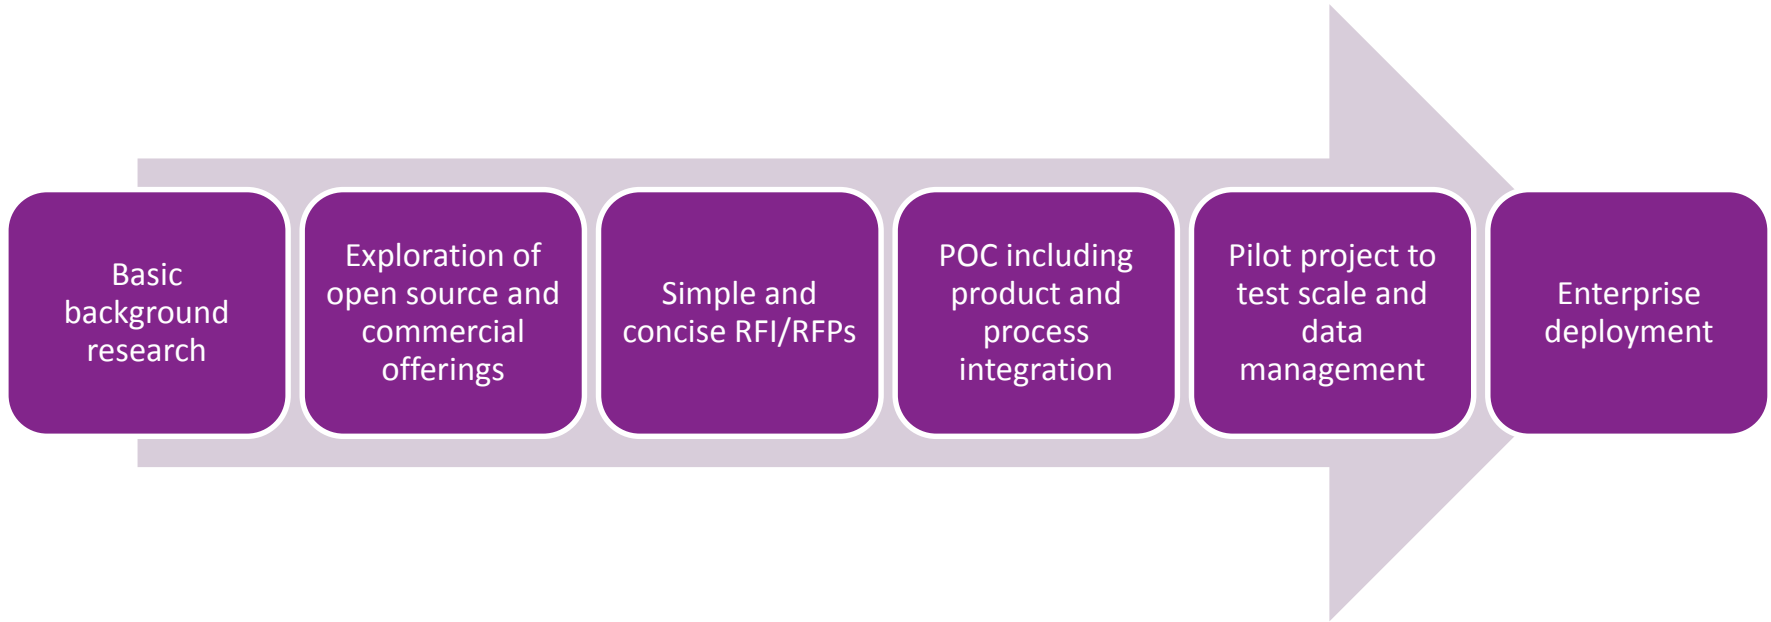 Basic
background
research
Exploration of
open source and
commercial
offerings
Simple and
concise RFI/RFPs
POC including
product and
process
integration
Pilot project to
test scale and
data
management
Enterprise
deployment